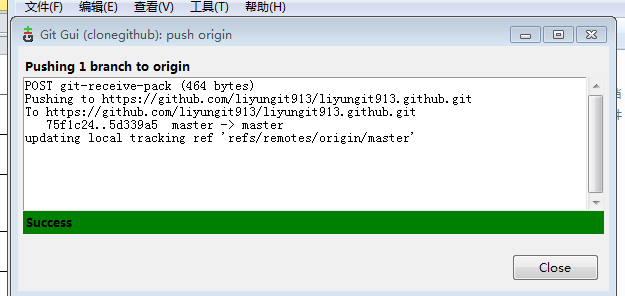 文件(F) 编辑(E) 查看(V) 工具(T) 帮助(H)
Git Gui (clonegithub): push origin
Pushing 1 branch to origin
POST git-receive-pack (464 bytes)
Pushing to https://github.com/liyungit913/liyungit913.github.git
To https://github.com/liyungit913/liyungit913.github.git
75f1c24..5d339a5 master -> master
updating local tracking ref 'refs/remotes/origin/master'
Success
Close